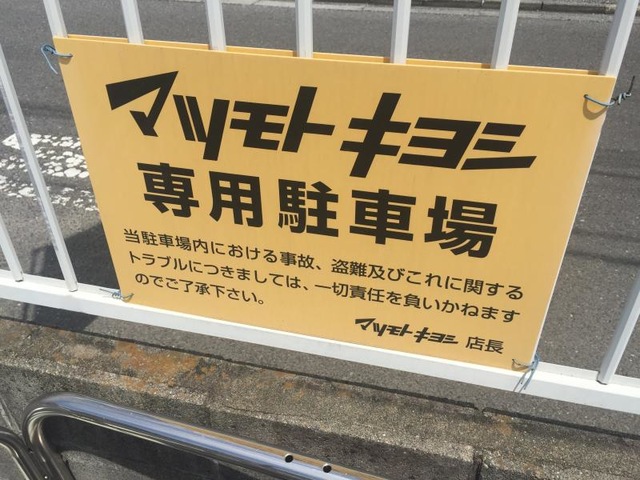 マツモトキヨシ
専用駐車場
当駐車場内における事故、盗難及びこれに関する
トラブルにつきましては、一切責任を負いかねます
のでご了承下さい。
マツモトキヨシ 店長